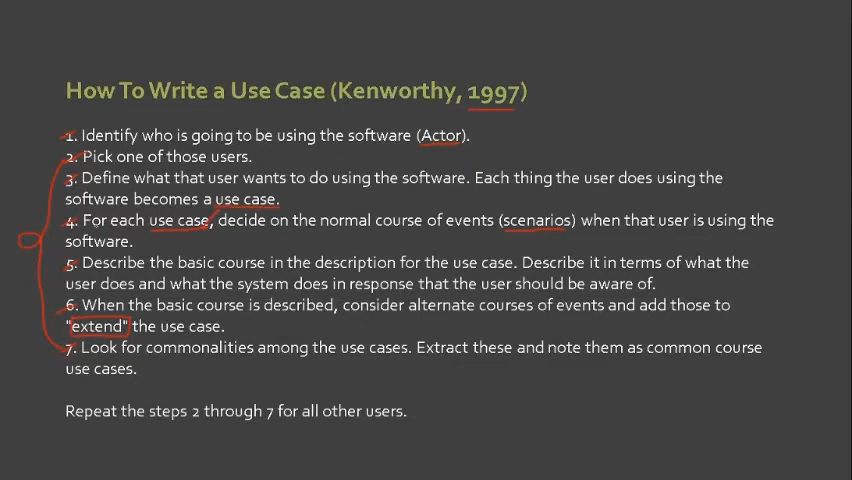 How To Write a Use Case (Kenworthy, 1997)
1. Identify who is going to be using the software (Actor).
2. Pick one of those users.
3. Define what that user wants to do using the software. Each thing the user does using the
software becomes a use case.
4. For each use case, decide on the normal course of events (scenarios) when that user is using the
software.
5. Describe the basic course in the description for the use case. Describe it in terms of what the
user does and what the system does in response that the user should be aware of.
6. When the basic course is described, consider alternate courses of events and add those to
"extend" the use case.
7. Look for commonalities among the use cases. Extract these and note them as common course
use cases.
Repeat the steps 2 through 7 for all other users.